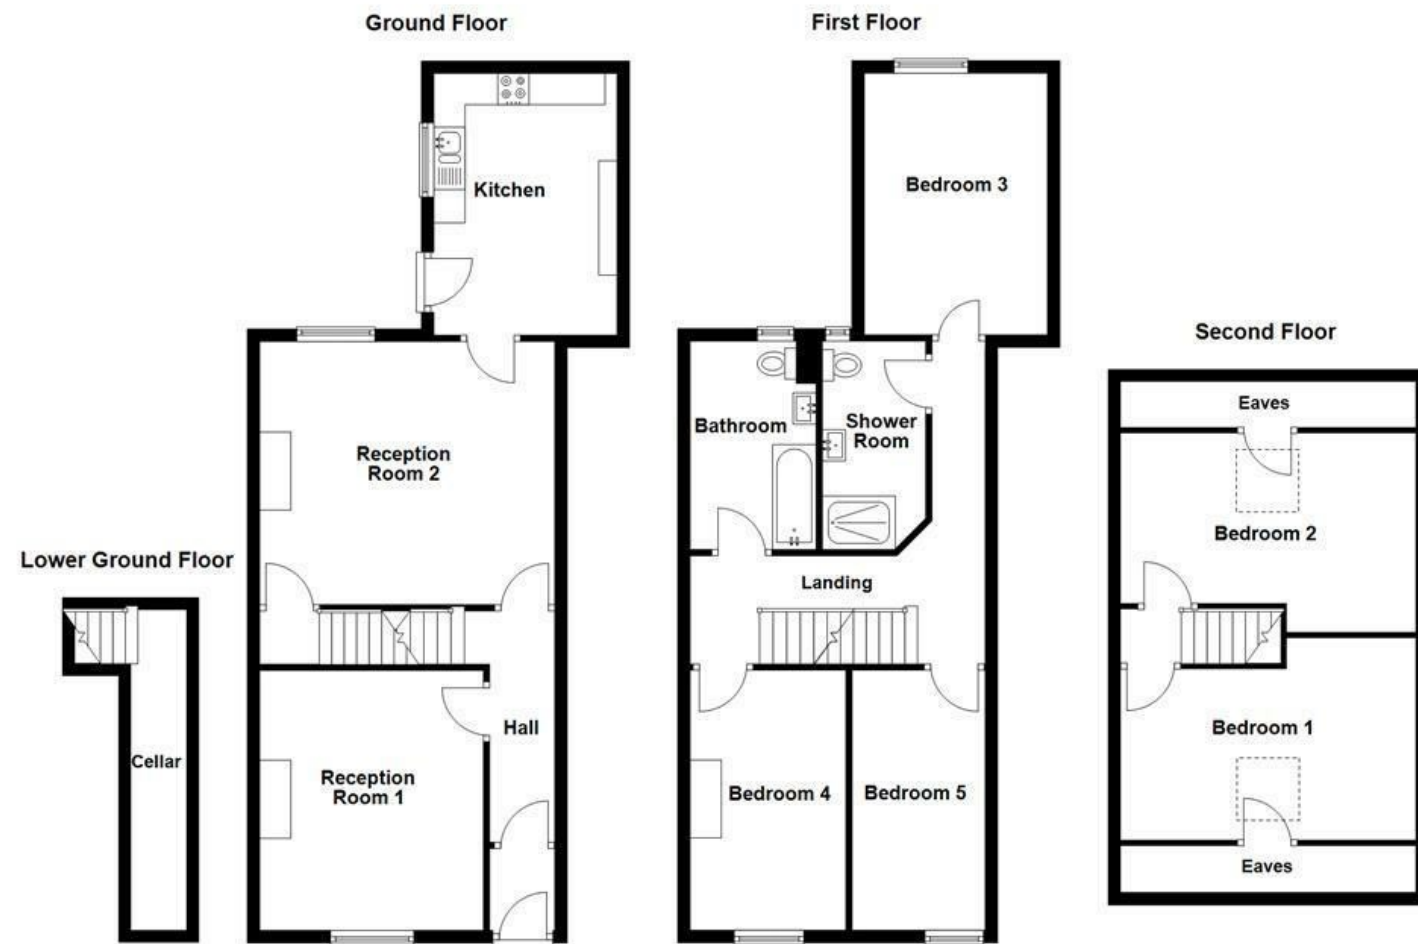 Ground Floor
First Floor
Kitchen
Bedroom 3
Second Floor
Eaves
Bathroom
Shower
Room
Reception
Room 2
Bedroom 2
Lower Ground Floor
Landing
Hall
Bedroom 1
Cellar
Reception
Room 1
Bedroom 4
Bedroom 5
Eaves